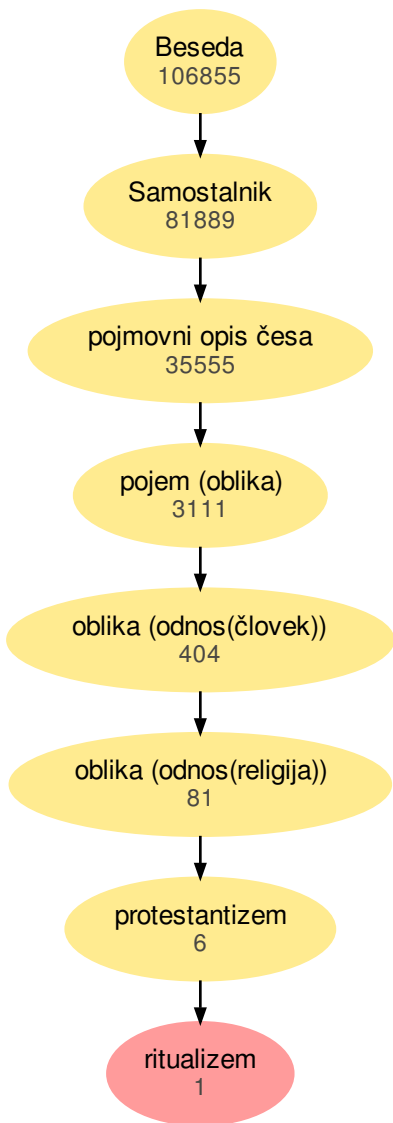 Beseda
106855
Samostalnik
81889
pojmovni opis česa
35555
pojem (oblika)
3111
oblika (odnos(človek))
404
oblika (odnos(religija))
81
protestantizem
6
ritualizem
1